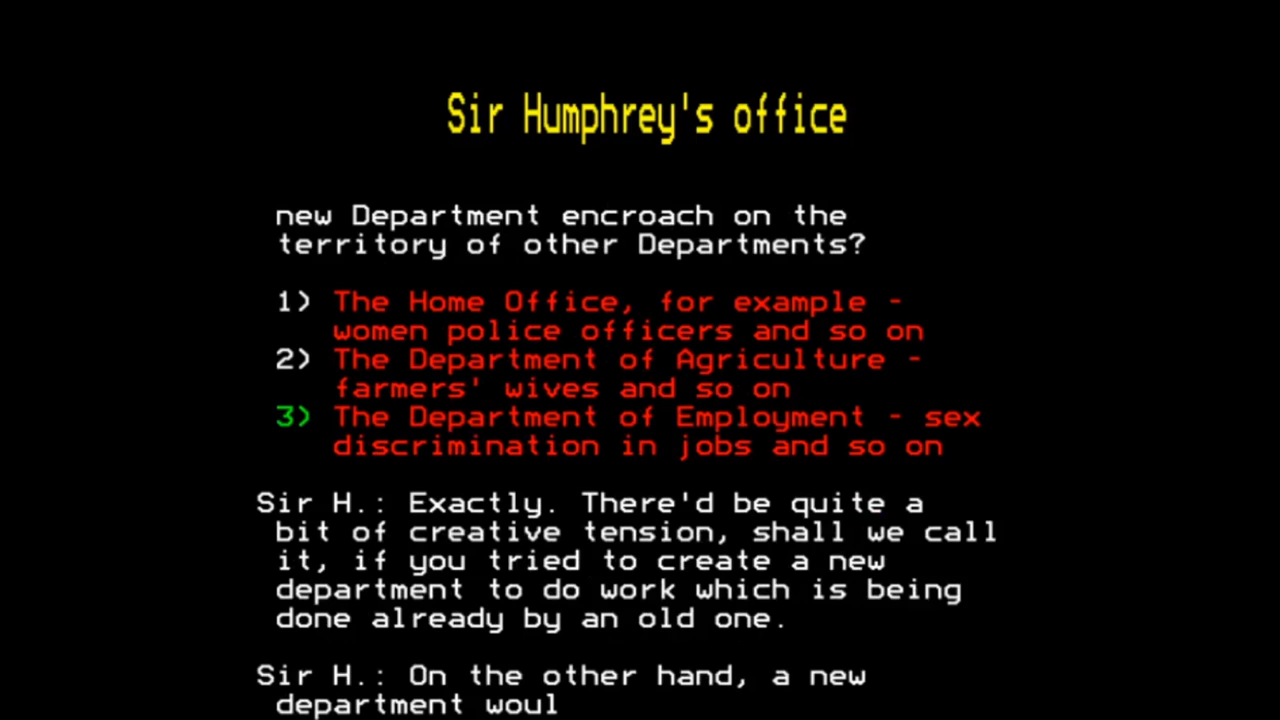 Sir Humphrey's office
new Department encroach on the
territory of other Departments?
1) The Home Office, for example -
women police officers and so on
2) The Department of Agriculture -
farmers' wives and so on
3) The Department of Employment - sex
discrimination in jobs and so on
Sir H.: Exactly. There'd be quite a
bit of creative tension, shall we call
it, if you tried to create a new
department to do work which is being
done already by an old one.
Sir H.: On the other hand, a new
department woul